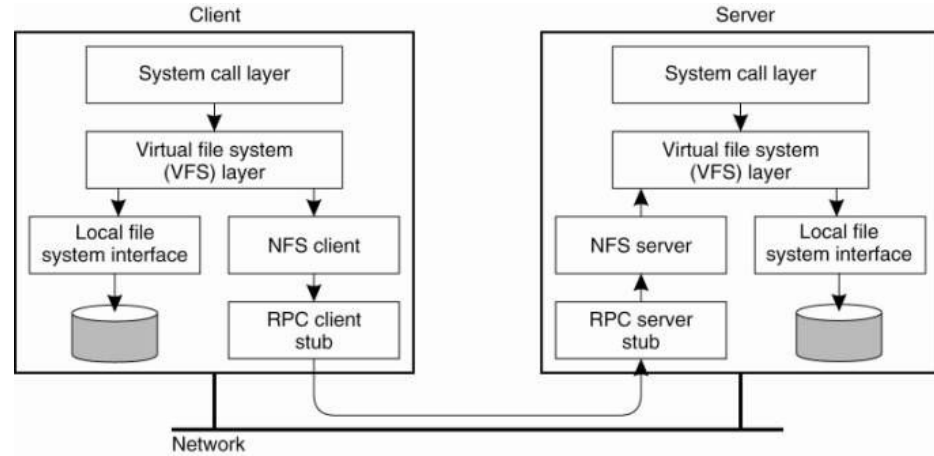 Client
System call layer
Virtual file system
(VFS) layer
Local file
system interface
NFS client
RPC client
stub
Server
System call layer
Virtual file system
(VFS) layer
NFS server
Local file
system interface
RPC server
stub
Network